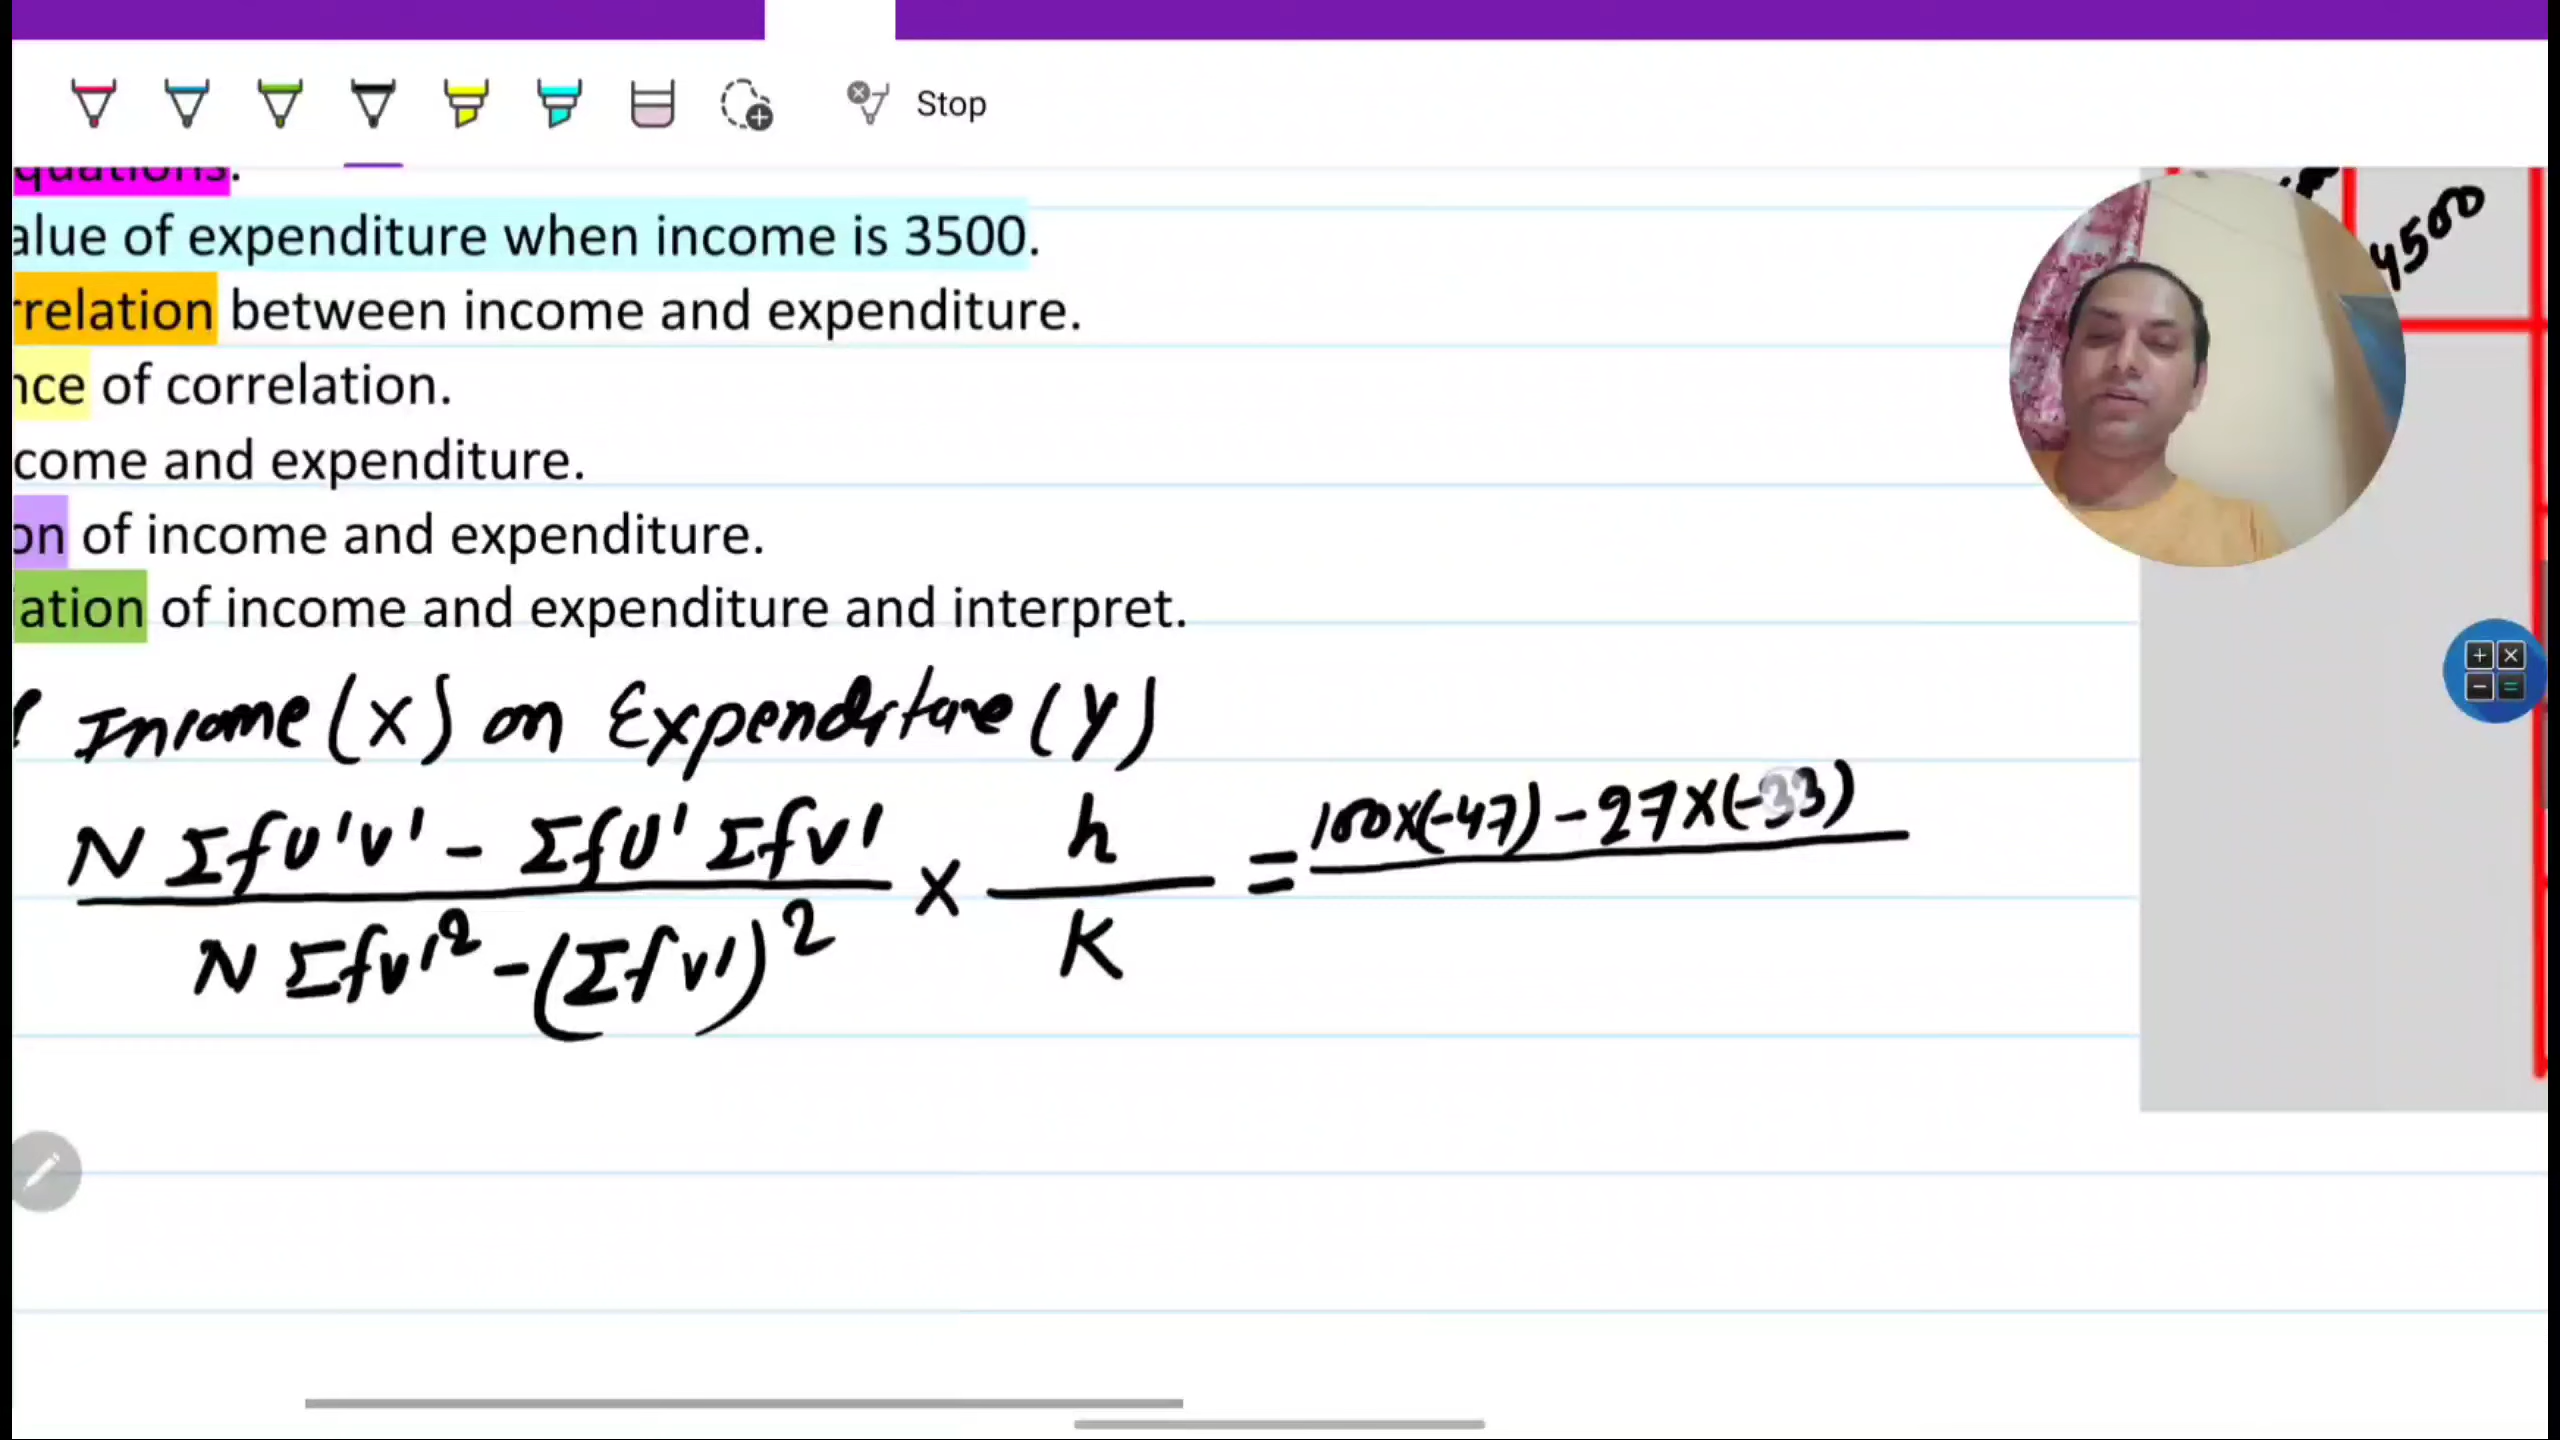 Stop
quations.
alue of expenditure when income is 3500.
rrelation between income and expenditure.
nce of correlation.
come and expenditure.
on of income and expenditure.
ation of income and expenditure and interpret.
4500
Income (X) on Expenditure (Y)
N Σfu'v' - Σfu' Σfv' / N Σfv'² - (Σfv')² × h / K = 100×(-47) - 27×(-33)